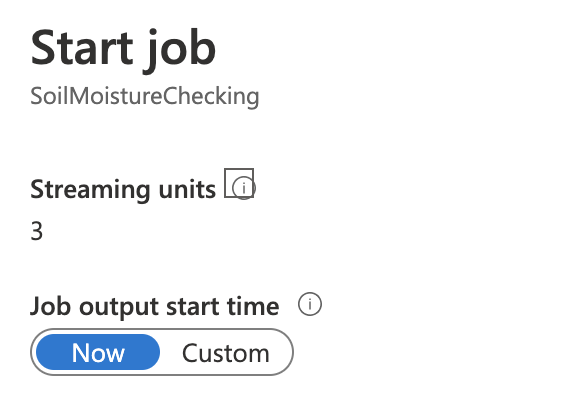 Start job
SoilMoistureChecking
Streaming units
3
Job output start time
Now Custom